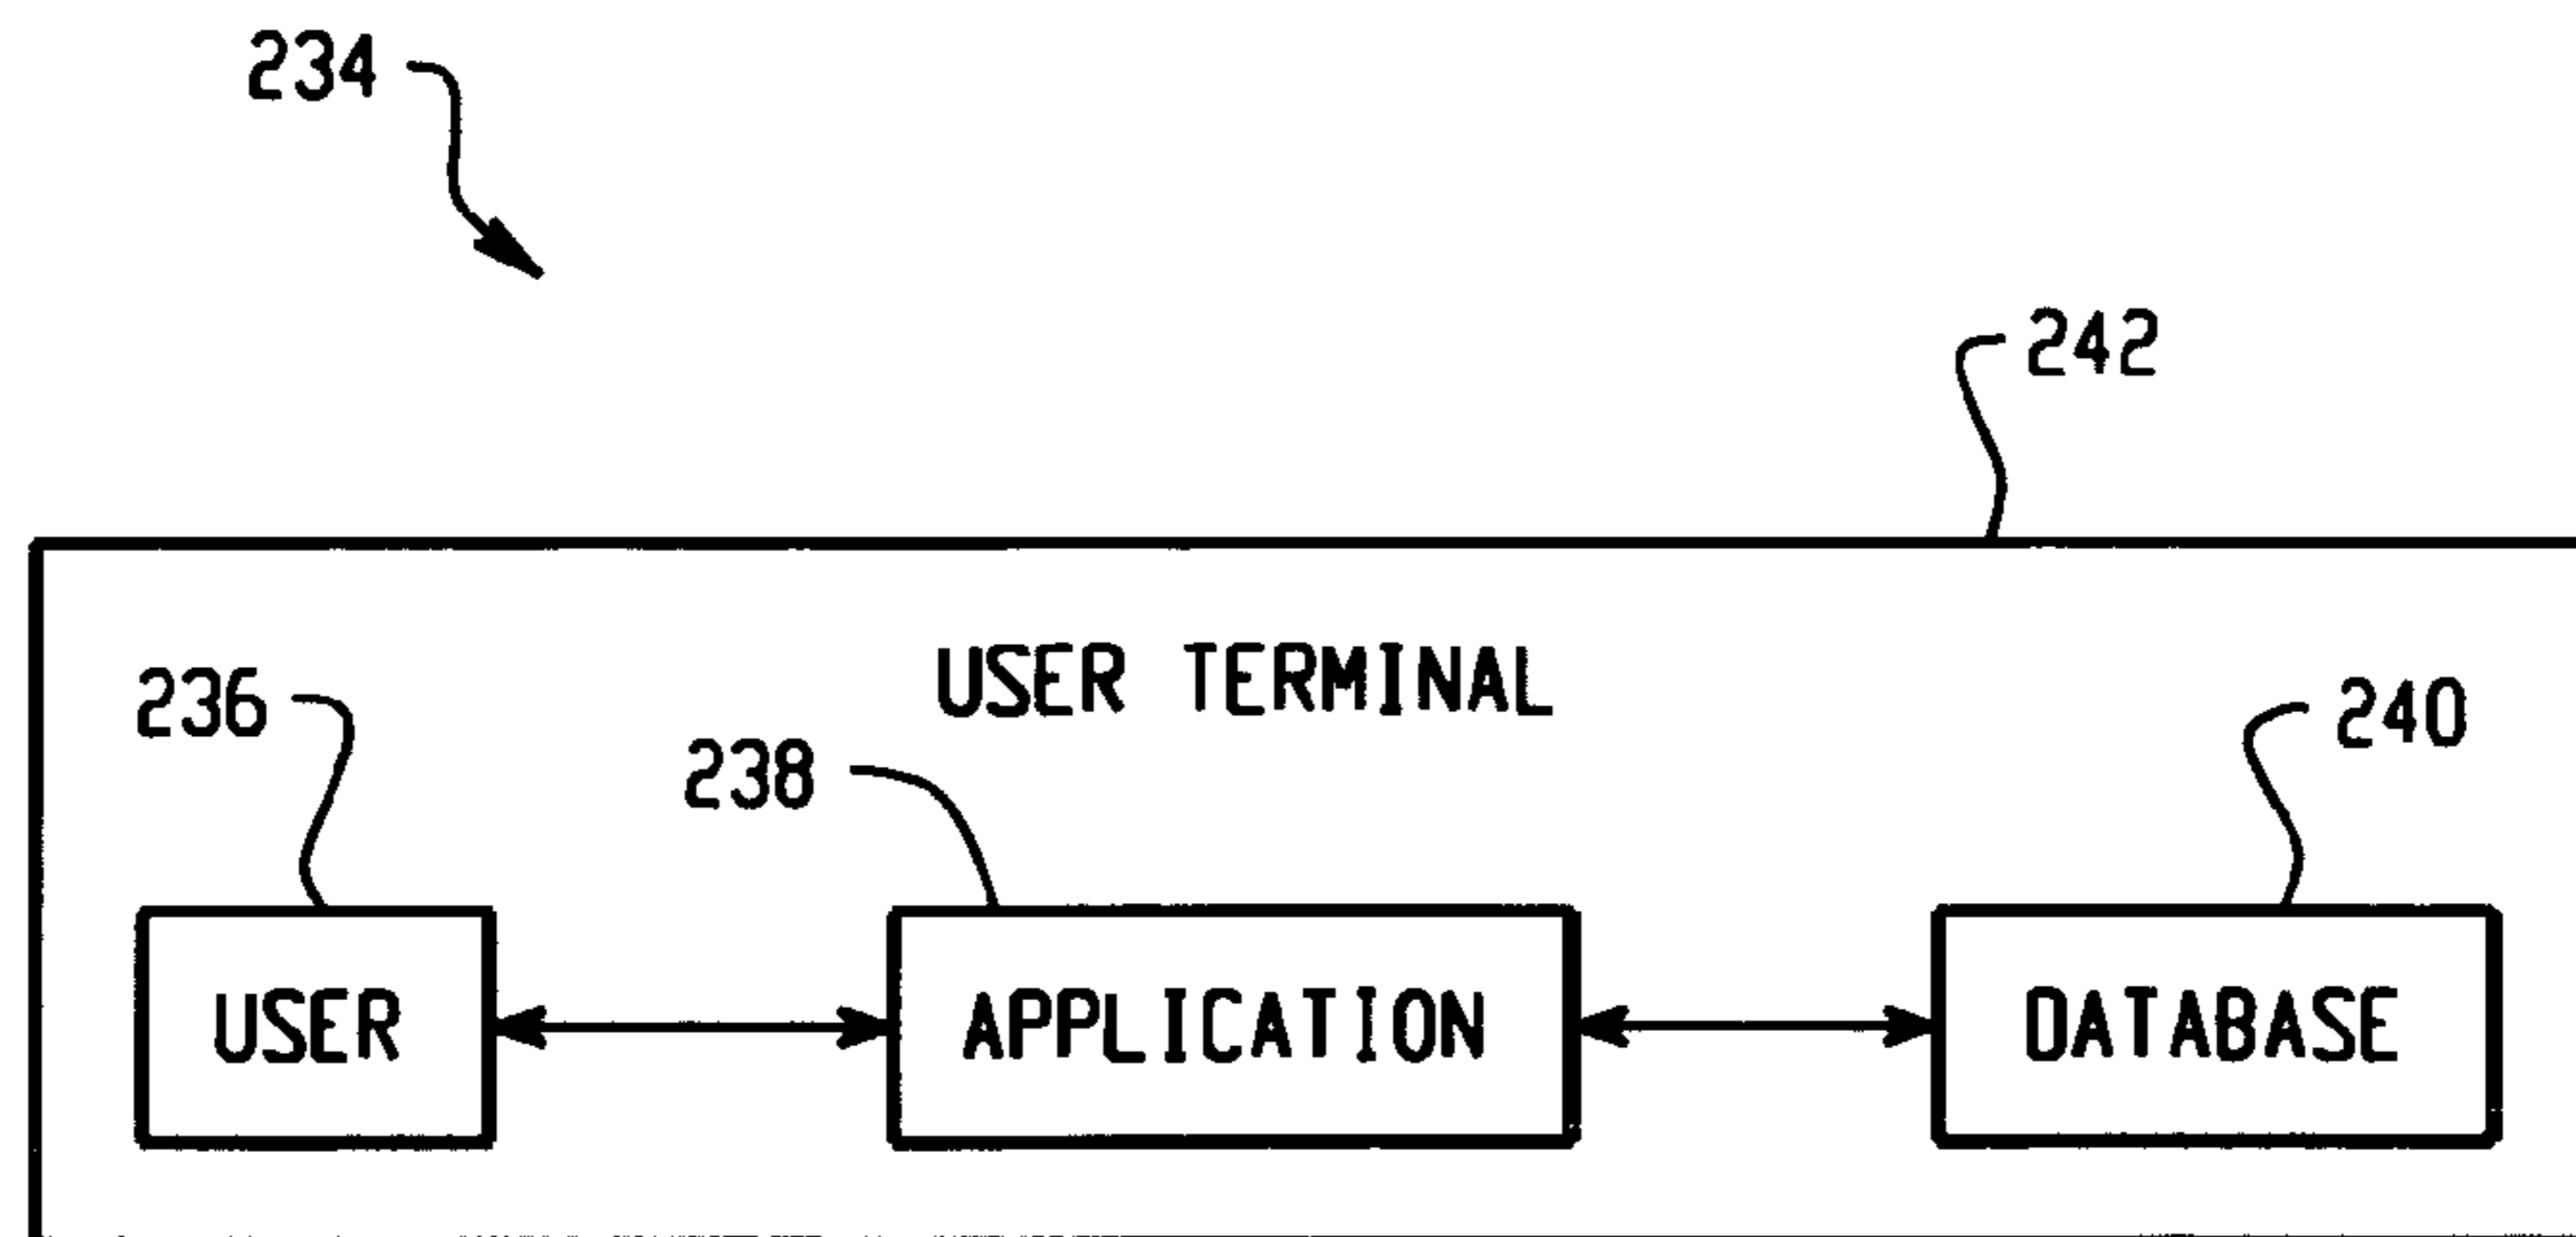 234
242
USER TERMINAL
236
238
240
USER
APPLICATION
DATABASE